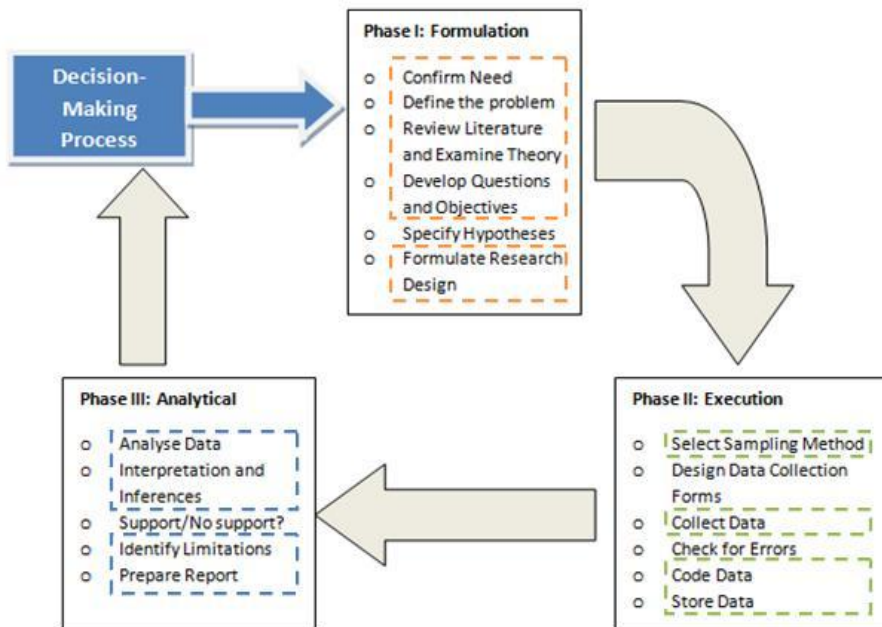 Decision-
Making
Process
Phase I: Formulation
o Confirm Need
o Define the problem
o Review Literature
and Examine Theory
o Develop Questions
and Objectives
o Specify Hypotheses
o Formulate Research
Design
Phase II: Execution
o Select Sampling Method
o Design Data Collection
Forms
o Collect Data
o Check for Errors
o Code Data
o Store Data
Phase III: Analytical
o Analyse Data
o Interpretation and
Inferences
o Support/No support?
o Identify Limitations
o Prepare Report